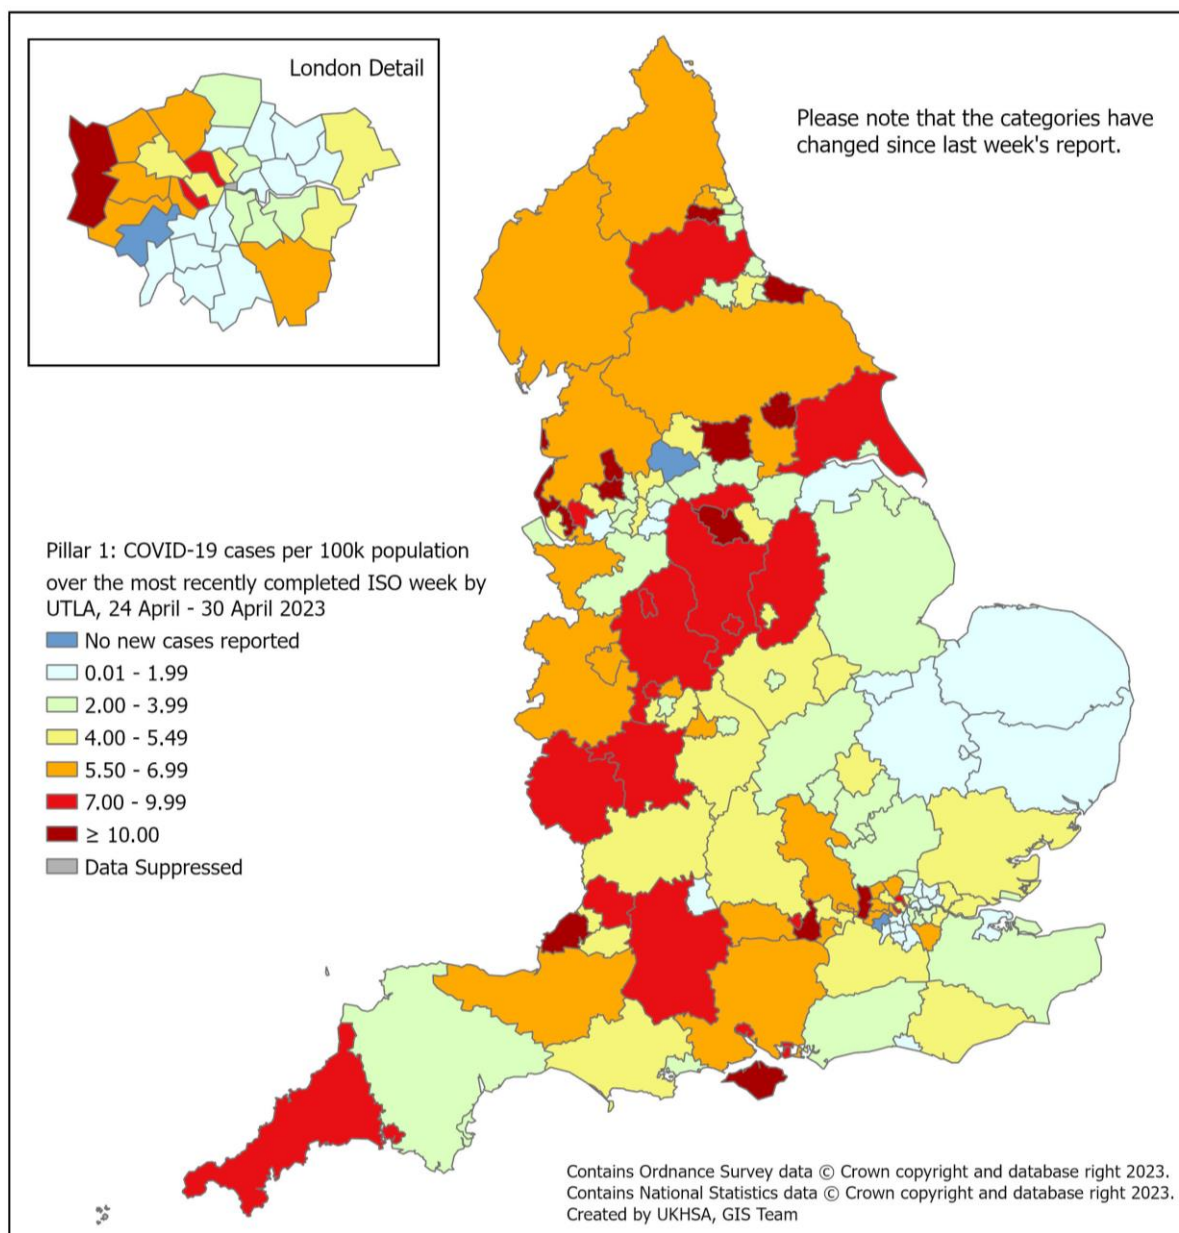 London Detail
Please note that the categories have
changed since last week's report.
Pillar 1: COVID-19 cases per 100k population
over the most recently completed ISO week by
UTLA, 24 April - 30 April 2023
No new cases reported
0.01 - 1.99
2.00 - 3.99
4.00 - 5.49
5.50 - 6.99
7.00 - 9.99
≥ 10.00
Data Suppressed
Contains Ordnance Survey data © Crown copyright and database right 2023.
Contains National Statistics data © Crown copyright and database right 2023.
Created by UKHSA, GIS Team